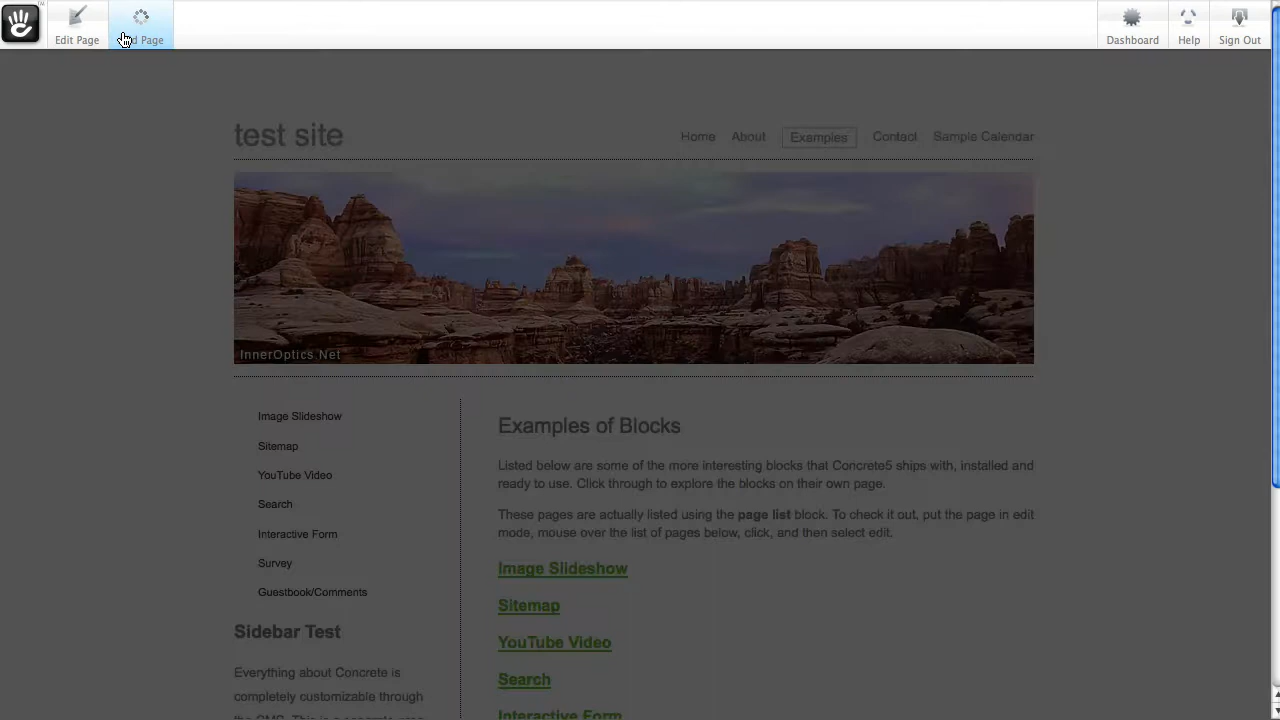 Edit Page
Page
Dashboard
Help
Sign Out
test site
Home
About
Examples
Contact
Sample Calendar
InnerOptics.Net
Image Slideshow
Sitemap
YouTube Video
Search
Interactive Form
Survey
Guestbook/Comments
Sidebar Test
Everything about Concrete is
completely customizable through
Examples of Blocks
Listed below are some of the more interesting blocks that Concrete5 ships with, installed and
ready to use. Click through to explore the blocks on their own page.
These pages are actually listed using the page list block. To check it out, put the page in edit
mode, mouse over the list of pages below, click, and then select edit.
Image Slideshow
Sitemap
YouTube Video
Search
Interactive Form